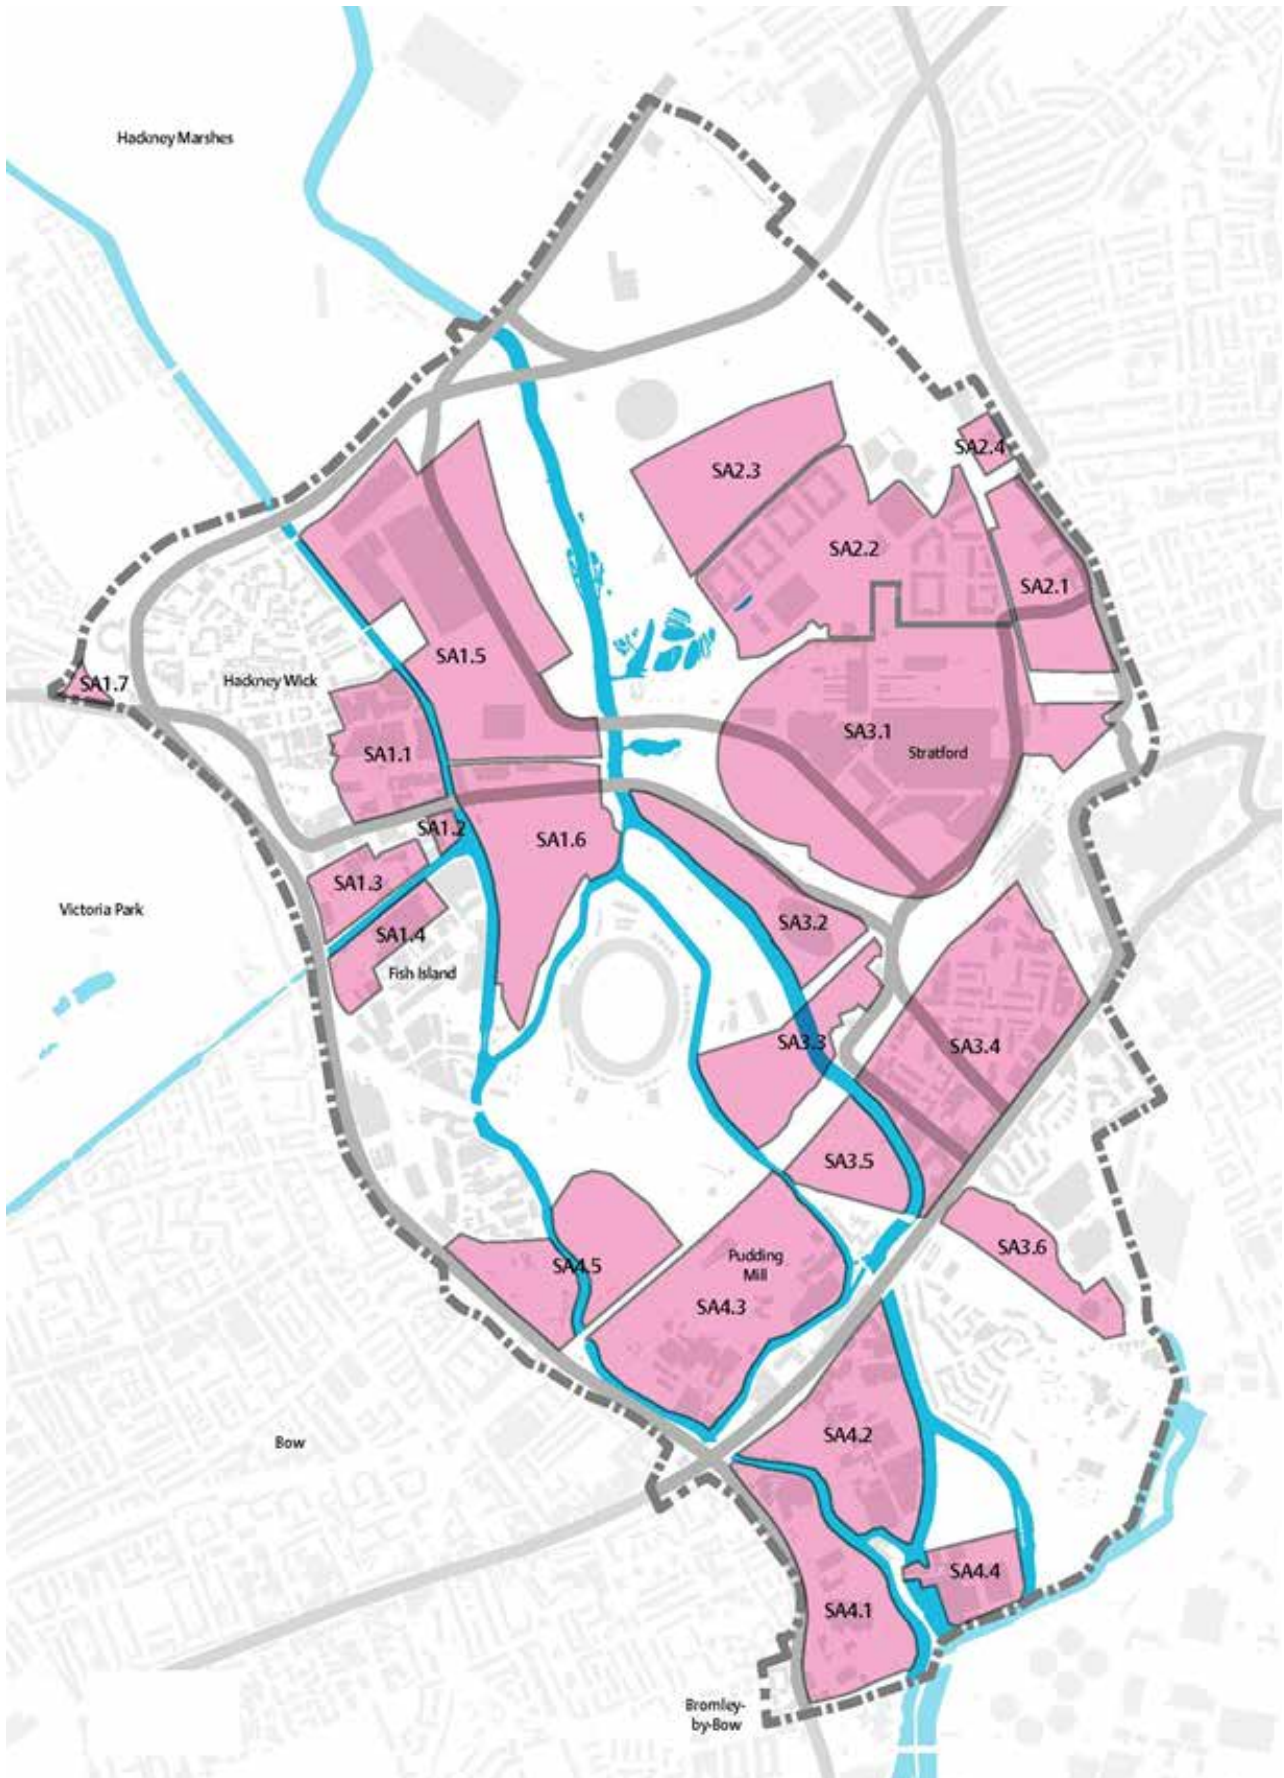 Hackney Marshes
SA2.4
SA2.3
SA2.2
SA2.1
SA1.5
Hackney Wick
SA1.7
SA3.1
Stratford
SA1.1
SA1.2
SA1.6
SA1.3
Victoria Park
SA3.2
SA1.4
Fish Island
SA3.3
SA3.4
SA3.5
SA3.6
Pudding
Mill
SA4.5
SA4.3
SA4.2
Bow
SA4.4
SA4.1
Bromley-
by-Bow